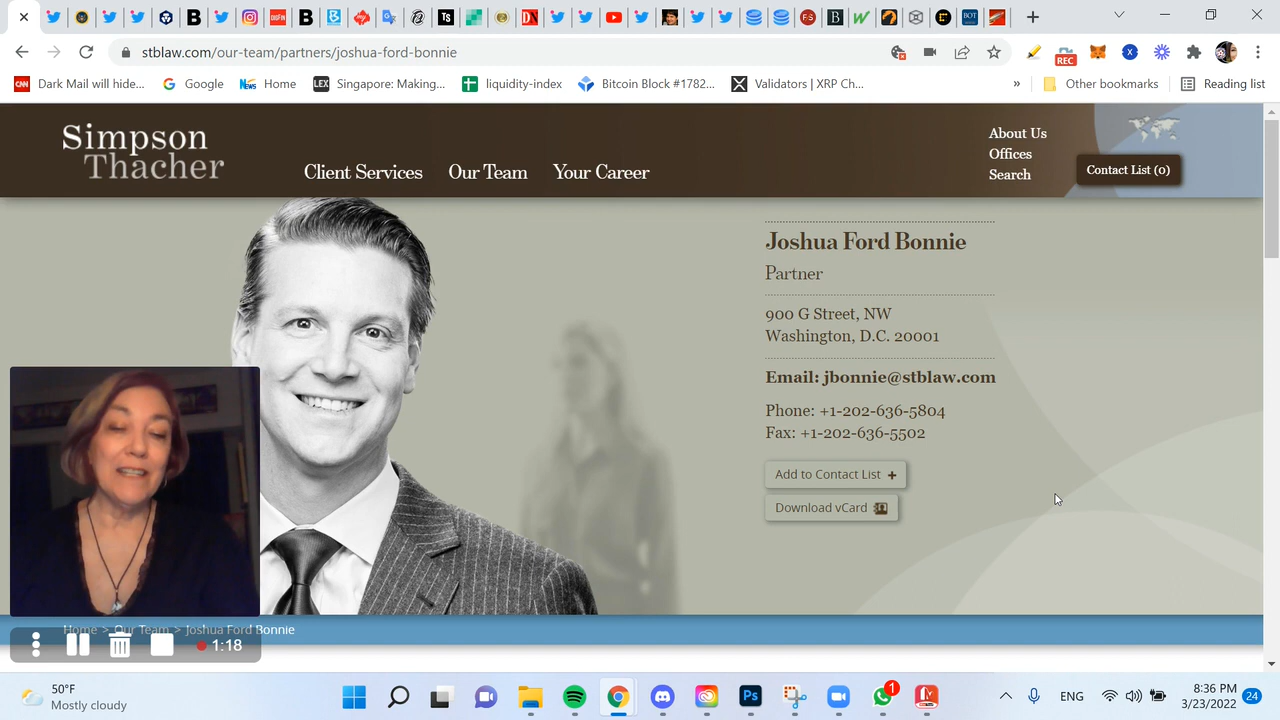 stblaw.com/our-team/partners/joshua-ford-bonnie
REC
Dark Mail will hide...
Google
Home
Singapore: Making...
liquidity-index
Bitcoin Block #1782...
Validators | XRP Ch...
»
Other bookmarks
Reading list
Simpson
Thacher
Client Services
Our Team
Your Career
About Us
Offices
Search
Contact List (0)
Joshua Ford Bonnie
Partner
900 G Street, NW
Washington, D.C. 20001
Email: jbonnie@stblaw.com
Phone: +1-202-636-5804
Fax: +1-202-636-5502
Add to Contact List +
Download vCard
Home > Our Team > Joshua Ford Bonnie
1:18
50°F
Mostly cloudy
1
ENG
8:36 PM
3/23/2022
24